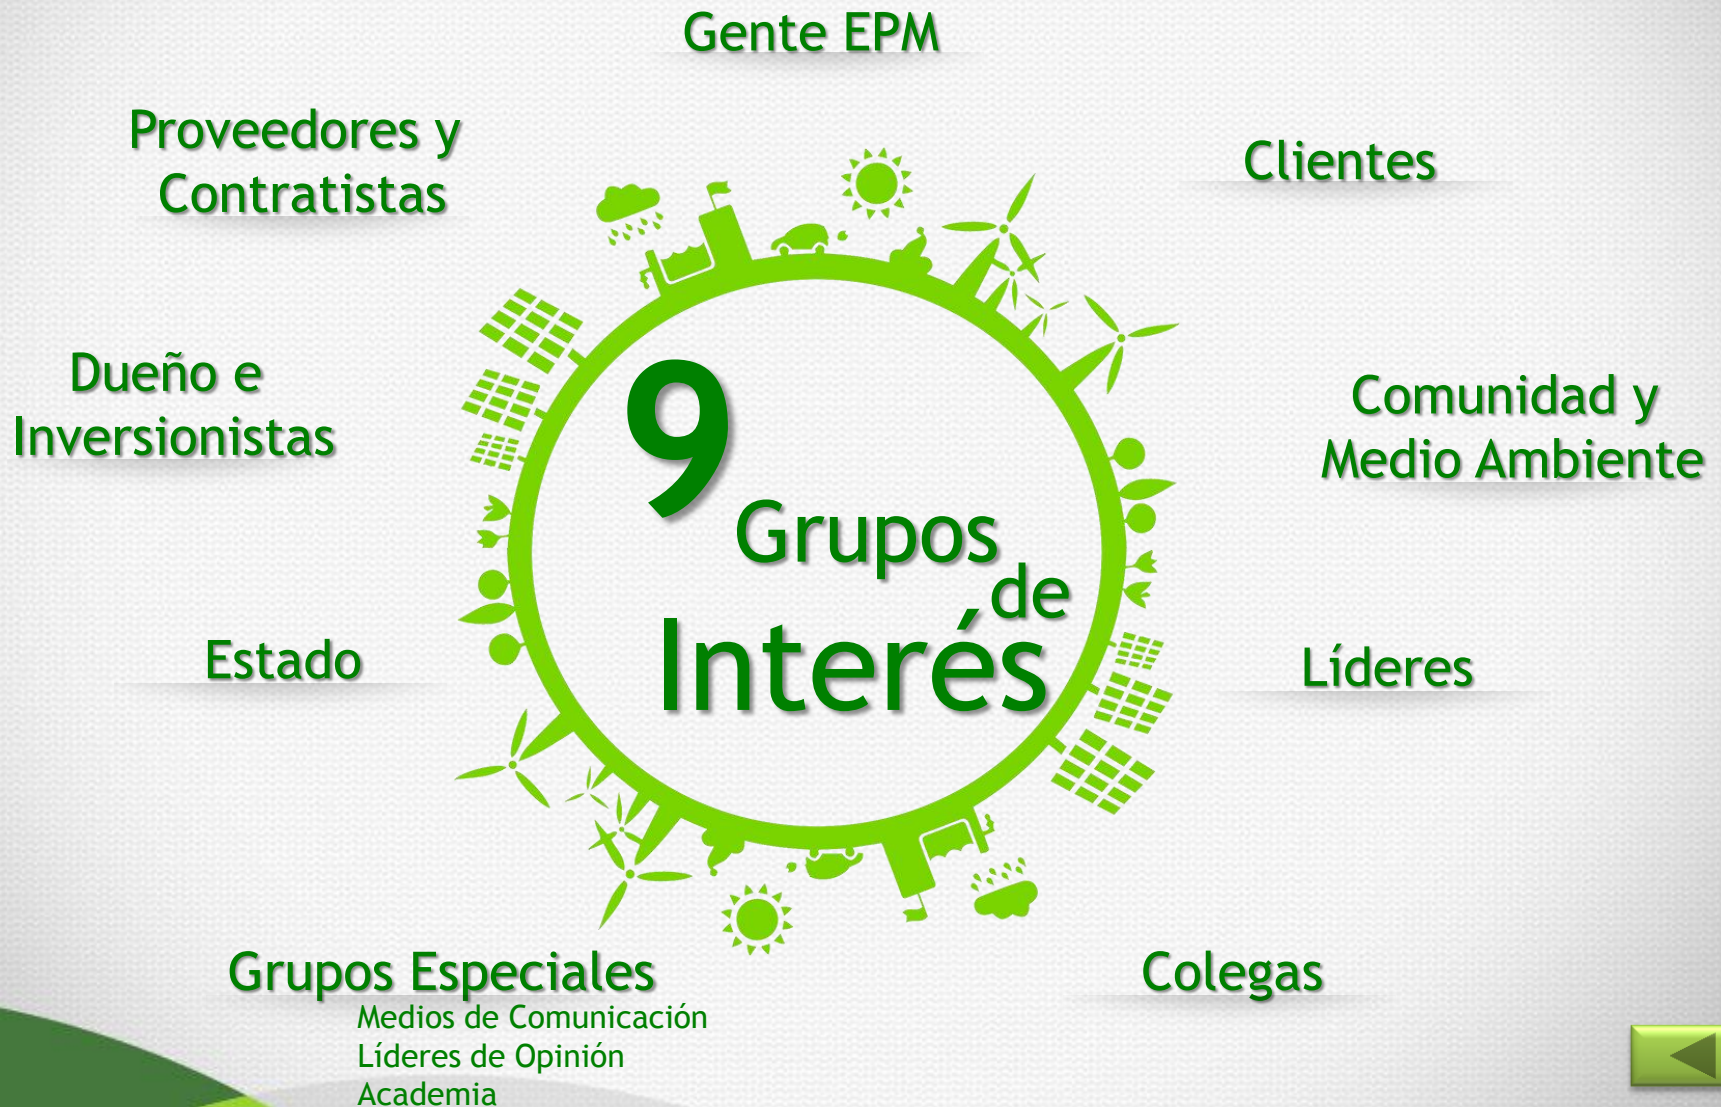 Gente EPM
Proveedores y
Contratistas
Clientes
Dueño e
Inversionistas
Comunidad y
Medio Ambiente
9
Grupos
de
Interés
Estado
Líderes
Grupos Especiales
Medios de Comunicación
Líderes de Opinión
Academia
Colegas